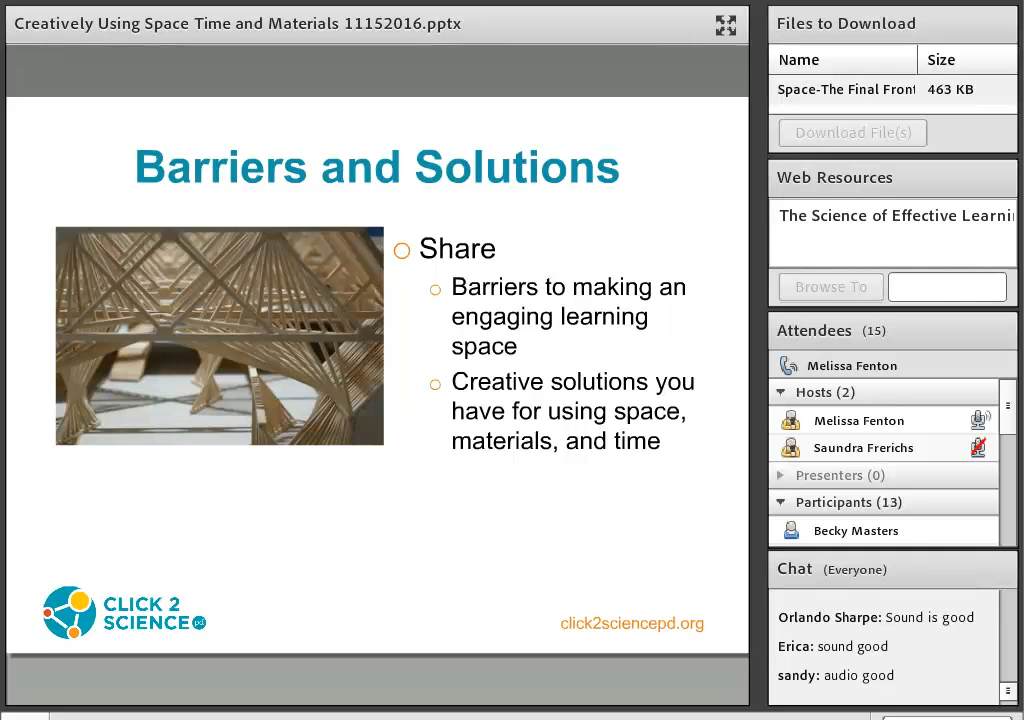 Creatively Using Space Time and Materials 11152016.pptx
Barriers and Solutions
Share
Barriers to making an
engaging learning
space
Creative solutions you
have for using space,
materials, and time
CLICK 2
SCIENCE pd
click2sciencepd.org
Files to Download
Name Size
Space-The Final Front 463 KB
Download File(s)
Web Resources
The Science of Effective Learni
Browse To
Attendees (15)
Melissa Fenton
Hosts (2)
Melissa Fenton
Saundra Frerichs
Presenters (0)
Participants (13)
Becky Masters
Chat (Everyone)
Orlando Sharpe: Sound is good
Erica: sound good
sandy: audio good